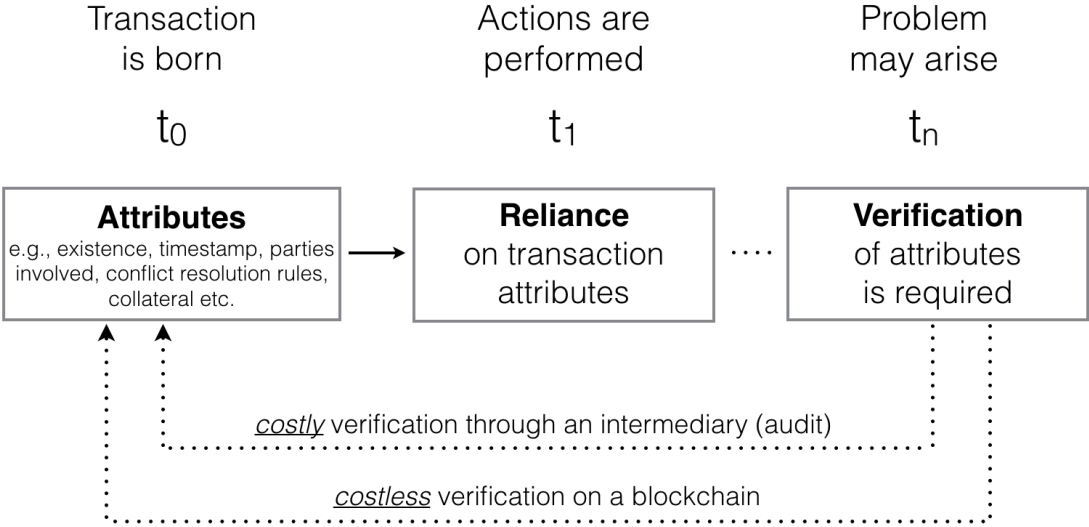 Transaction
is born
t0
Actions are
performed
t1
Problem
may arise
tn
Attributes
e.g., existence, timestamp, parties
involved, conflict resolution rules,
collateral etc.
Reliance
on transaction
attributes
....
Verification
of attributes
is required
costly verification through an intermediary (audit)
costless verification on a blockchain